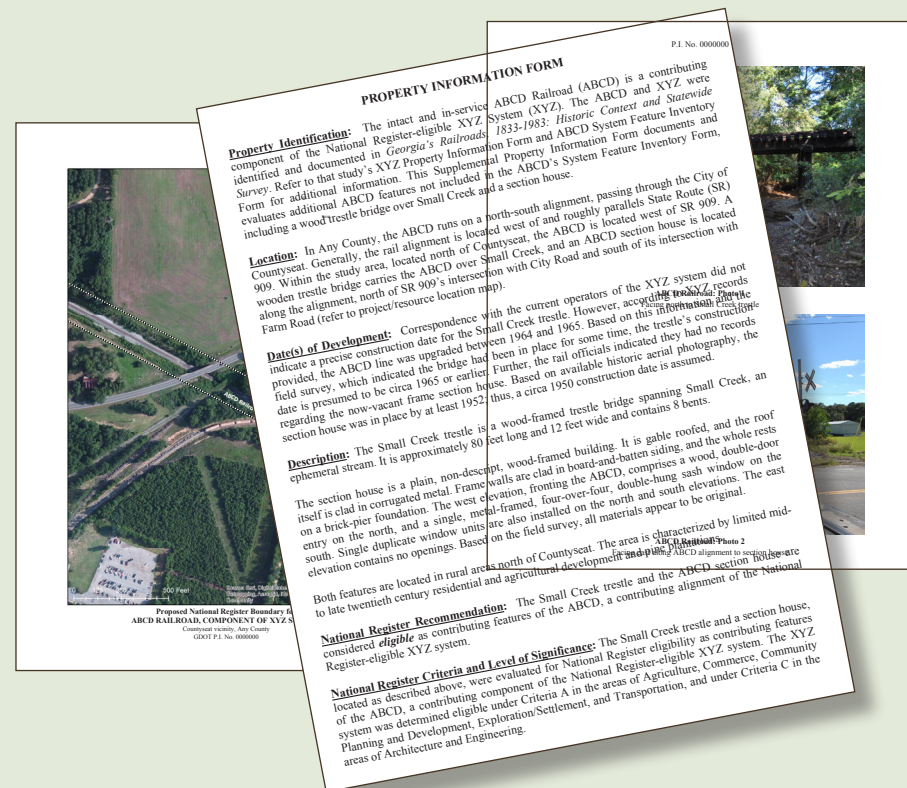 P.I. No. 0000000
PROPERTY INFORMATION FORM
Property Identification: The intact and in-service ABCD Railroad (ABCD) is a contributing
component of the National Register-eligible XYZ System (XYZ). The ABCD and XYZ were
identified and documented in Georgia's Railroads, 1833-1983: Historic Context and Statewide
Survey. Refer to that study's XYZ Property Information Form and ABCD System Feature Inventory
Form for additional information. This Supplemental Property Information Form documents and
evaluates additional ABCD features not included in the ABCD's System Feature Inventory Form,
including a wood trestle bridge over Small Creek and a section house.
Location: In Any County, the ABCD runs on a north-south alignment, passing through the City of
Countyseat. Generally, the rail alignment is located west of and roughly parallels State Route (SR)
909. Within the study area, located north of Countyseat, the ABCD is located west of SR 909. A
wooden trestle bridge carries the ABCD over Small Creek, and an ABCD section house is located
along the alignment, north of SR 909's intersection with City Road and south of its intersection with
Farm Road (refer to project/resource location map).
Date(s) of Development: Correspondence with the current operators of the XYZ system did not
indicate a precise construction date for the Small Creek trestle. However, according to XYZ records
provided, the ABCD line was upgraded between 1964 and 1965. Based on this information and the
field survey, which indicated the bridge had been in place for some time, the trestle's construction
date is presumed to be circa 1965 or earlier. Further, the rail officials indicated they had no records
regarding the now-vacant frame section house. Based on available historic aerial photography, the
section house was in place by at least 1952; thus, a circa 1950 construction date is assumed.
Description: The Small Creek trestle is a wood-framed trestle bridge spanning Small Creek, an
ephemeral stream. It is approximately 80 feet long and 12 feet wide and contains 8 bents.
The section house is a plain, non-descript, wood-framed building. It is gable roofed, and the roof
itself is clad in corrugated metal. Frame walls are clad in board-and-batten siding, and the whole rests
on a brick-pier foundation. The west elevation, fronting the ABCD, comprises a wood, double-door
entry on the north, and a single, metal-framed, four-over-four, double-hung sash window on the
south. Single duplicate window units are also installed on the north and south elevations. The east
elevation contains no openings. Based on the field survey, all materials appear to be original.
Both features are located in rural areas north of Countyseat. The area is characterized by limited mid-
to late twentieth century residential and agricultural development and pine plantations.
National Register Recommendation: The Small Creek trestle and the ABCD section house are
considered eligible as contributing features of the ABCD, a contributing alignment of the National
Register-eligible XYZ system.
National Register Criteria and Level of Significance: The Small Creek trestle and a section house,
located as described above, were evaluated for National Register eligibility as contributing features
of the ABCD, a contributing component of the National Register-eligible XYZ system. The XYZ
system was determined eligible under Criteria A in the areas of Agriculture, Commerce, Community
Planning and Development, Exploration/Settlement, and Transportation, and under Criteria C in the
areas of Architecture and Engineering.
500 Feet
Proposed National Register Boundary
ABCD RAILROAD, COMPONENT OF XYZ S
Countyseat vicinity, Any County
GDOT P.I. No. 0000000
ABCD Railroad: Photo 1
Facing north to Small Creek trestle
ABCD Railroad: Photo 2
Facing along ABCD alignment to section